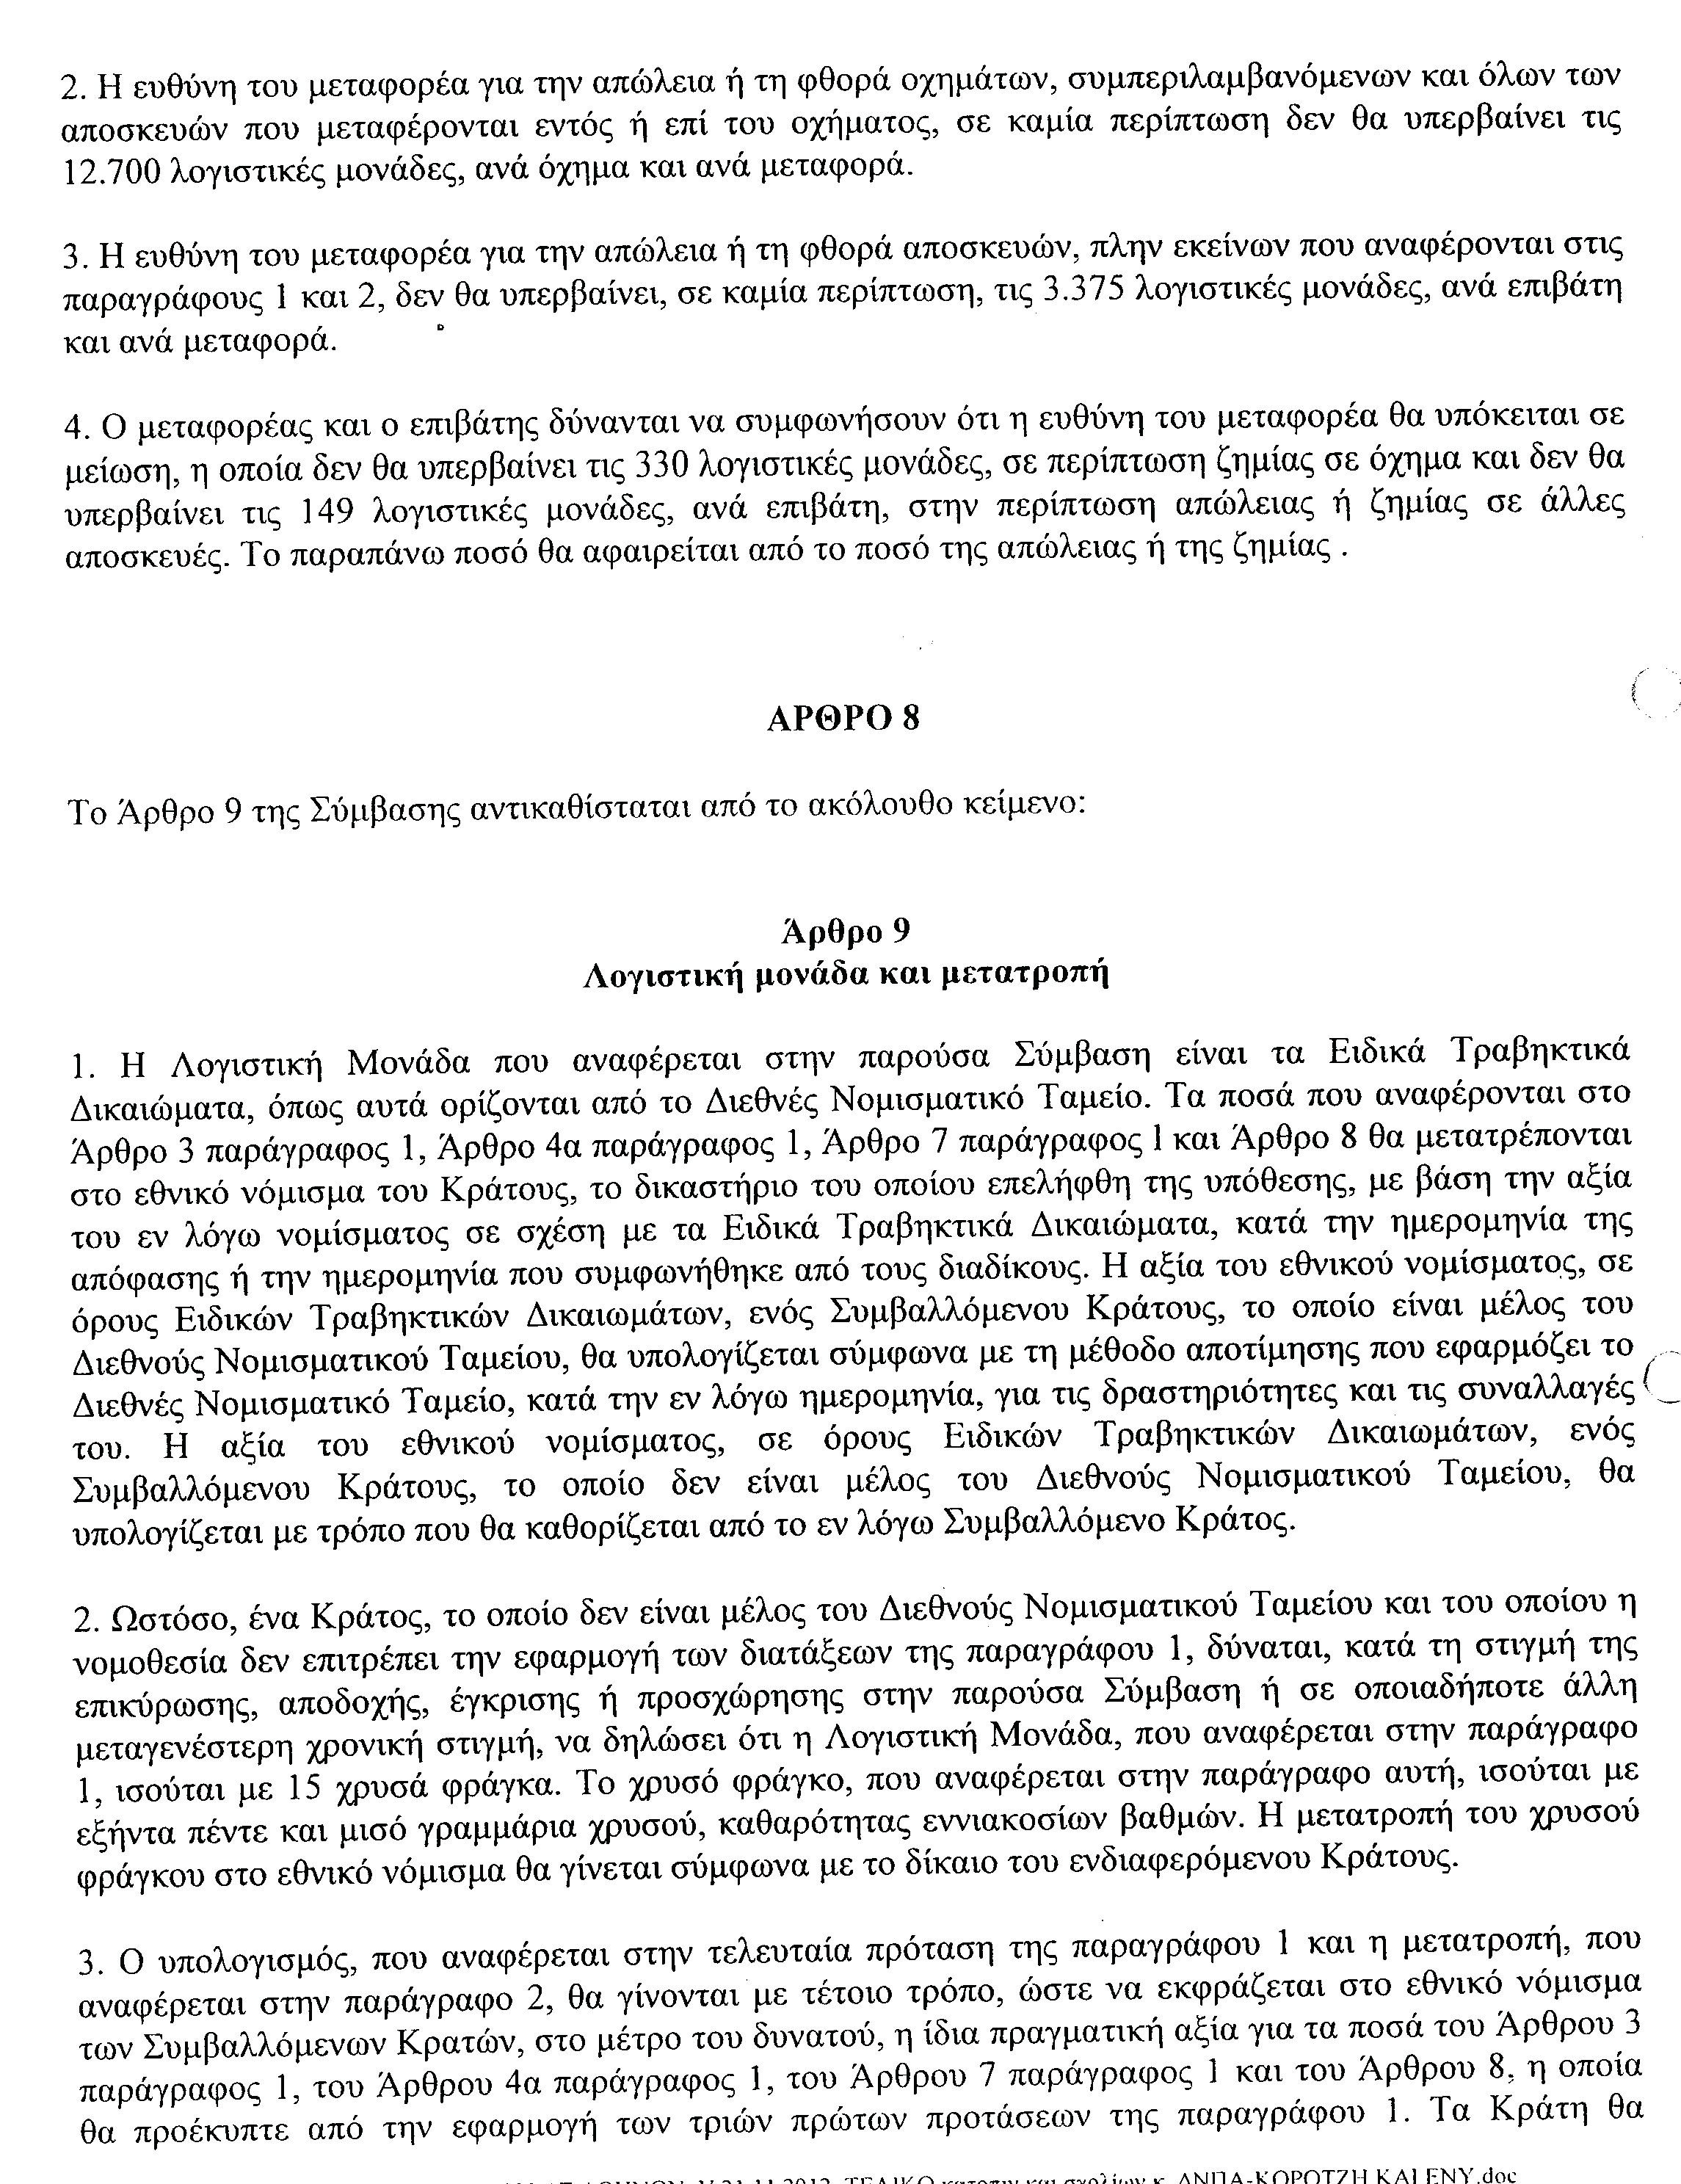 2. Η ευθύνη του μεταφορέα για την απώλεια ή τη φθορά οχημάτων, συμπεριλαμβανόμενων και όλων των
αποσκευών που μεταφέρονται εντός ή επί του οχήματος, σε καμία περίπτωση δεν θα υπερβαίνει τις
12.700 λογιστικές μονάδες, ανά όχημα και ανά μεταφορά.
3. Η ευθύνη του μεταφορέα για την απώλεια ή τη φθορά αποσκευών, πλην εκείνων που αναφέρονται στις
παραγράφους 1 και 2, δεν θα υπερβαίνει, σε καμία περίπτωση, τις 3.375 λογιστικές μονάδες, ανά επιβάτη
και ανά μεταφορά.
4. Ο μεταφορέας και ο επιβάτης δύνανται να συμφωνήσουν ότι η ευθύνη του μεταφορέα θα υπόκειται σε
μείωση, η οποία δεν θα υπερβαίνει τις 330 λογιστικές μονάδες, σε περίπτωση ζημίας σε όχημα και δεν θα
υπερβαίνει τις 149 λογιστικές μονάδες, ανά επιβάτη, στην περίπτωση απώλειας ή ζημίας σε άλλες
αποσκευές. Το παραπάνω ποσό θα αφαιρείται από το ποσό της απώλειας ή της ζημίας .
ΑΡΘΡΟ 8
Το Άρθρο 9 της Σύμβασης αντικαθίσταται από το ακόλουθο κείμενο:
Άρθρο 9
Λογιστική μονάδα και μετατροπή
1. Η Λογιστική Μονάδα που αναφέρεται στην παρούσα Σύμβαση είναι τα Ειδικά Τραβηκτικά
Δικαιώματα, όπως αυτά ορίζονται από το Διεθνές Νομισματικό Ταμείο. Τα ποσά που αναφέρονται στο
Άρθρο 3 παράγραφος 1, Άρθρο 4α παράγραφος 1, Άρθρο 7 παράγραφος 1 και Άρθρο 8 θα μετατρέπονται
στο εθνικό νόμισμα του Κράτους, το δικαστήριο του οποίου επελήφθη της υπόθεσης, με βάση την αξία
του εν λόγω νομίσματος σε σχέση με τα Ειδικά Τραβηκτικά Δικαιώματα, κατά την ημερομηνία της
απόφασης ή την ημερομηνία που συμφωνήθηκε από τους διαδίκους. Η αξία του εθνικού νομίσματος, σε
όρους Ειδικών Τραβηκτικών Δικαιωμάτων, ενός Συμβαλλόμενου Κράτους, το οποίο είναι μέλος του
Διεθνούς Νομισματικού Ταμείου, θα υπολογίζεται σύμφωνα με τη μέθοδο αποτίμησης που εφαρμόζει το
Διεθνές Νομισματικό Ταμείο, κατά την εν λόγω ημερομηνία, για τις δραστηριότητες και τις συναλλαγές
του. Η αξία του εθνικού νομίσματος, σε όρους Ειδικών Τραβηκτικών Δικαιωμάτων, ενός
Συμβαλλόμενου Κράτους, το οποίο δεν είναι μέλος του Διεθνούς Νομισματικού Ταμείου, θα
υπολογίζεται με τρόπο που θα καθορίζεται από το εν λόγω Συμβαλλόμενο Κράτος.
2. Ωστόσο, ένα Κράτος, το οποίο δεν είναι μέλος του Διεθνούς Νομισματικού Ταμείου και του οποίου η
νομοθεσία δεν επιτρέπει την εφαρμογή των διατάξεων της παραγράφου 1, δύναται, κατά τη στιγμή της
επικύρωσης, αποδοχής, έγκρισης ή προσχώρησης στην παρούσα Σύμβαση ή σε οποιαδήποτε άλλη
μεταγενέστερη χρονική στιγμή, να δηλώσει ότι η Λογιστική Μονάδα, που αναφέρεται στην παράγραφο
1, ισούται με 15 χρυσά φράγκα. Το χρυσό φράγκο, που αναφέρεται στην παράγραφο αυτή, ισούται με
εξήντα πέντε και μισό γραμμάρια χρυσού, καθαρότητας εννιακοσίων βαθμών. Η μετατροπή του χρυσού
φράγκου στο εθνικό νόμισμα θα γίνεται σύμφωνα με το δίκαιο του ενδιαφερόμενου Κράτους.
3. Ο υπολογισμός, που αναφέρεται στην τελευταία πρόταση της παραγράφου 1 και η μετατροπή, που
αναφέρεται στην παράγραφο 2, θα γίνονται με τέτοιο τρόπο, ώστε να εκφράζεται στο εθνικό νόμισμα
των Συμβαλλόμενων Κρατών, στο μέτρο του δυνατού, η ίδια πραγματική αξία για τα ποσά του Άρθρου 3
παράγραφος 1, του Άρθρου 4α παράγραφος 1, του Άρθρου 7 παράγραφος 1 και του Άρθρου 8, η οποία
θα προέκυπτε από την εφαρμογή των τριών πρώτων προτάσεων της παραγράφου 1. Τα Κράτη θα
ΤΕΛΙΚΟ κατοπιν και σχολίων κ. ΑΝΠΑ-ΚΟΡΟΤΖΗ ΚΑΙ ΕΝΥ.doc